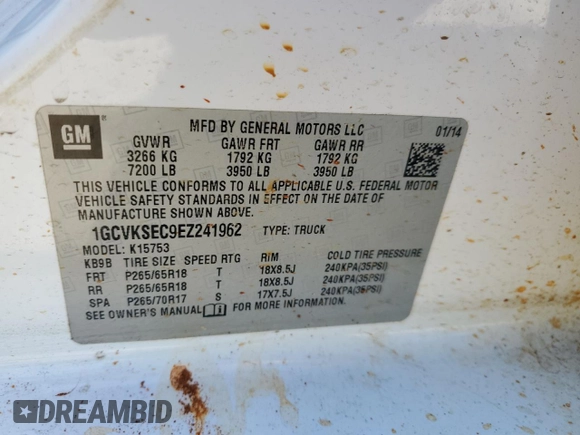 GM
MFD BY GENERAL MOTORS LLC 01/14
GVWR GAWR FRT GAWR RR
3266 KG 1792 KG 1792 KG
7200 LB 3950 LB 3950 LB
THIS VEHICLE CONFORMS TO ALL APPLICABLE U.S. FEDERAL MOTOR
VEHICLE SAFETY STANDARDS IN EFFECT ON THE DATE OF
MANUFACTURE SHOWN ABOVE.
1GCVKSEC9EZ241962 TYPE: TRUCK
MODEL: K15753
KB9B TIRE SIZE SPEED RTG RIM COLD TIRE PRESSURE
FRT P265/65R18 T 18X8.5J 240KPA(35PSI)
RR P265/65R18 T 18X8.5J 240KPA(35PSI)
SPA P265/70R17 S 17X7.5J 240KPA(35PSI)
SEE OWNER'S MANUAL FOR MORE INFORMATION.
DREAMBID